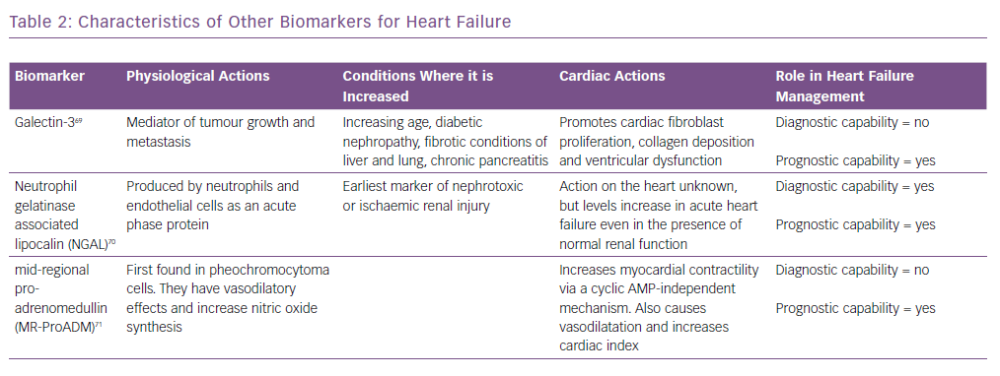 Table 2: Characteristics of Other Biomarkers for Heart Failure
Biomarker
Physiological Actions
Conditions Where it is
Increased
Cardiac Actions
Role in Heart Failure
Management
Galectin-3⁶⁹
Mediator of tumour growth and
metastasis
Increasing age, diabetic
nephropathy, fibrotic conditions of
liver and lung, chronic pancreatitis
Promotes cardiac fibroblast
proliferation, collagen deposition
and ventricular dysfunction
Diagnostic capability = no
Prognostic capability = yes
Neutrophil
gelatinase
associated
lipocalin (NGAL)⁷⁰
Produced by neutrophils and
endothelial cells as an acute
phase protein
Earliest marker of nephrotoxic
or ischaemic renal injury
Action on the heart unknown,
but levels increase in acute heart
failure even in the presence of
normal renal function
Diagnostic capability = yes
Prognostic capability = yes
mid-regional
pro-
adrenomedullin
(MR-ProADM)⁷¹
First found in pheochromocytoma
cells. They have vasodilatory
effects and increase nitric oxide
synthesis
Increases myocardial contractility
via a cyclic AMP-independent
mechanism. Also causes
vasodilatation and increases
cardiac index
Diagnostic capability = no
Prognostic capability = yes